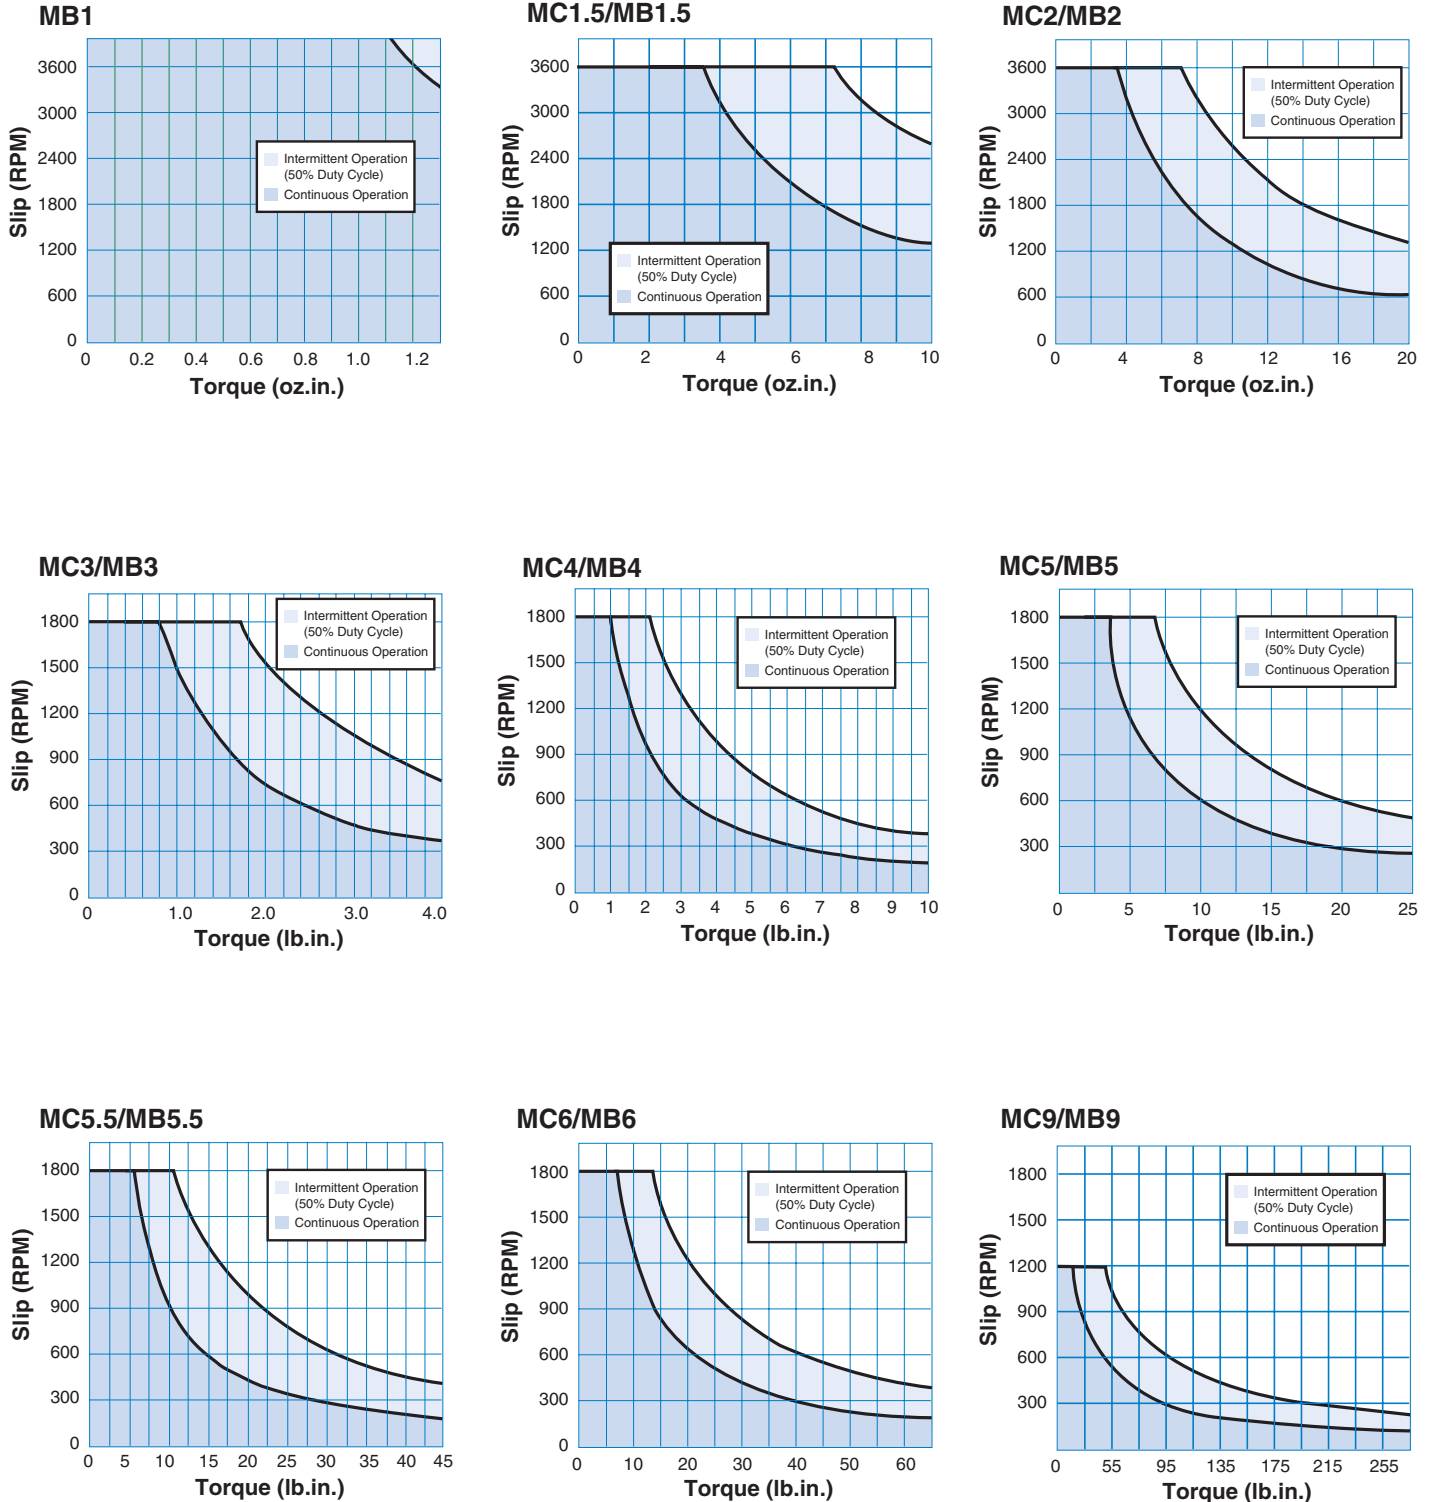 MB1
Slip (RPM)
3600
3000
2400
1800
1200
600
0
Intermittent Operation
(50% Duty Cycle)
Continuous Operation
0 0.2 0.4 0.6 0.8 1.0 1.2
Torque (oz.in.)
MC1.5/MB1.5
Slip (RPM)
3600
3000
2400
1800
1200
600
0
Intermittent Operation
(50% Duty Cycle)
Continuous Operation
0 2 4 6 8 10
Torque (oz.in.)
MC2/MB2
Slip (RPM)
3600
3000
2400
1800
1200
600
0
Intermittent Operation
(50% Duty Cycle)
Continuous Operation
0 4 8 12 16 20
Torque (oz.in.)
MC3/MB3
Slip (RPM)
1800
1500
1200
900
600
300
0
Intermittent Operation
(50% Duty Cycle)
Continuous Operation
0 1.0 2.0 3.0 4.0
Torque (lb.in.)
MC4/MB4
Slip (RPM)
1800
1500
1200
900
600
300
0
Intermittent Operation
(50% Duty Cycle)
Continuous Operation
0 1 2 3 4 5 6 7 8 9 10
Torque (lb.in.)
MC5/MB5
Slip (RPM)
1800
1500
1200
900
600
300
Intermittent Operation
(50% Duty Cycle)
Continuous Operation
0 5 10 15 20 25
Torque (lb.in.)
MC5.5/MB5.5
Slip (RPM)
1800
1500
1200
900
600
300
0
Intermittent Operation
(50% Duty Cycle)
Continuous Operation
0 5 10 15 20 25 30 35 40 45
Torque (lb.in.)
MC6/MB6
Slip (RPM)
1800
1500
1200
900
600
300
0
Intermittent Operation
(50% Duty Cycle)
Continuous Operation
0 10 20 30 40 50 60
Torque (lb.in.)
MC9/MB9
Slip (RPM)
1800
1500
1200
900
600
300
Intermittent Operation
(50% Duty Cycle)
Continuous Operation
0 55 95 135 175 215 255
Torque (lb.in.)